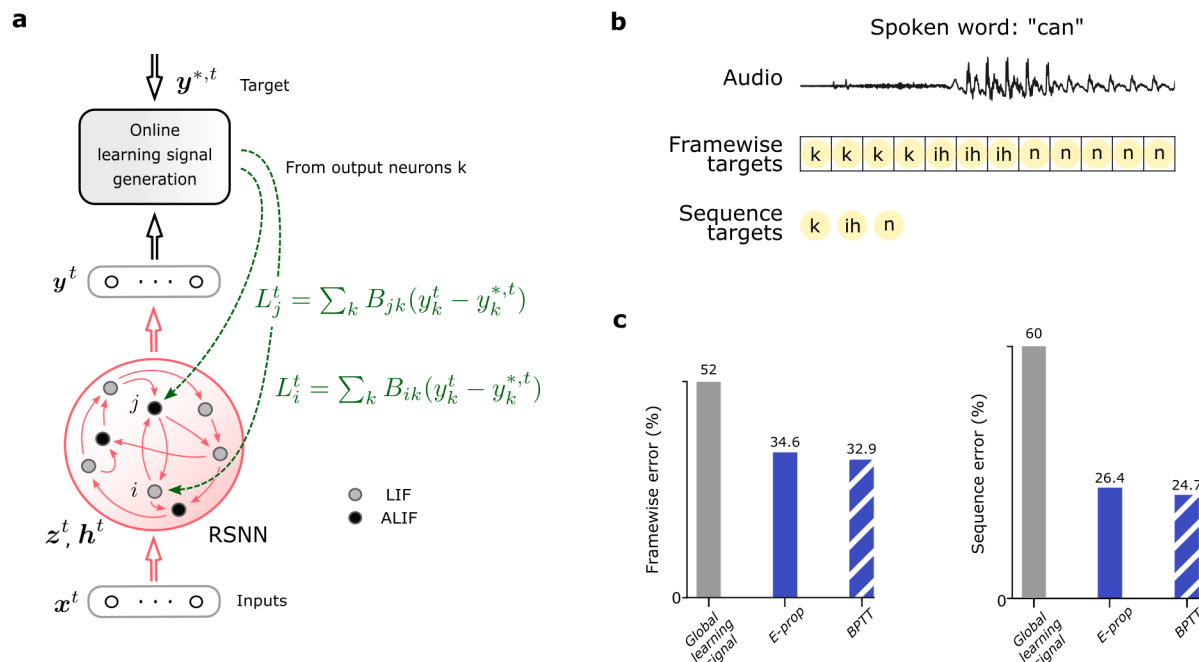 a
y*,t
Target
Online
learning signal
generation
From output neurons k
y^t
· · ·
L_j^t = ∑_k B_jk(y_k^t − y_k^*,t)
L_i^t = ∑_k B_ik(y_k^t − y_k^*,t)
j
i
LIF
ALIF
z^t, h^t
RSNN
x^t
· · ·
Inputs
b
Spoken word: "can"
Audio
Framewise
targets
k k k k ih ih ih n n n n n
Sequence
targets
k ih n
c
Framewise error (%)
52
34.6
32.9
0
Global
learning
signal
E-prop
BPTT
Sequence error (%)
60
26.4
24.7
0
Global
learning
signal
E-prop
BPTT